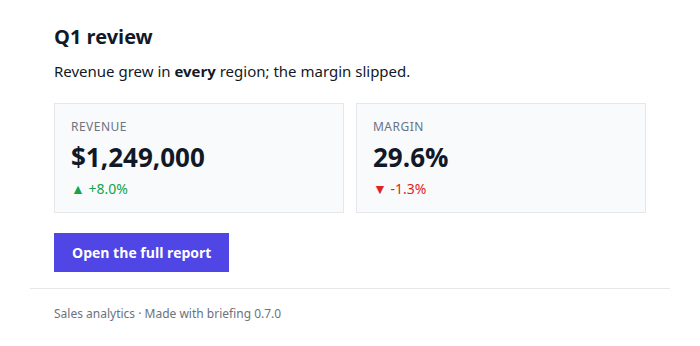 Q1 review
Revenue grew in every region; the margin slipped.
REVENUE
$1,249,000
▲ +8.0%
MARGIN
29.6%
▼ -1.3%
Open the full report
Sales analytics · Made with briefing 0.7.0